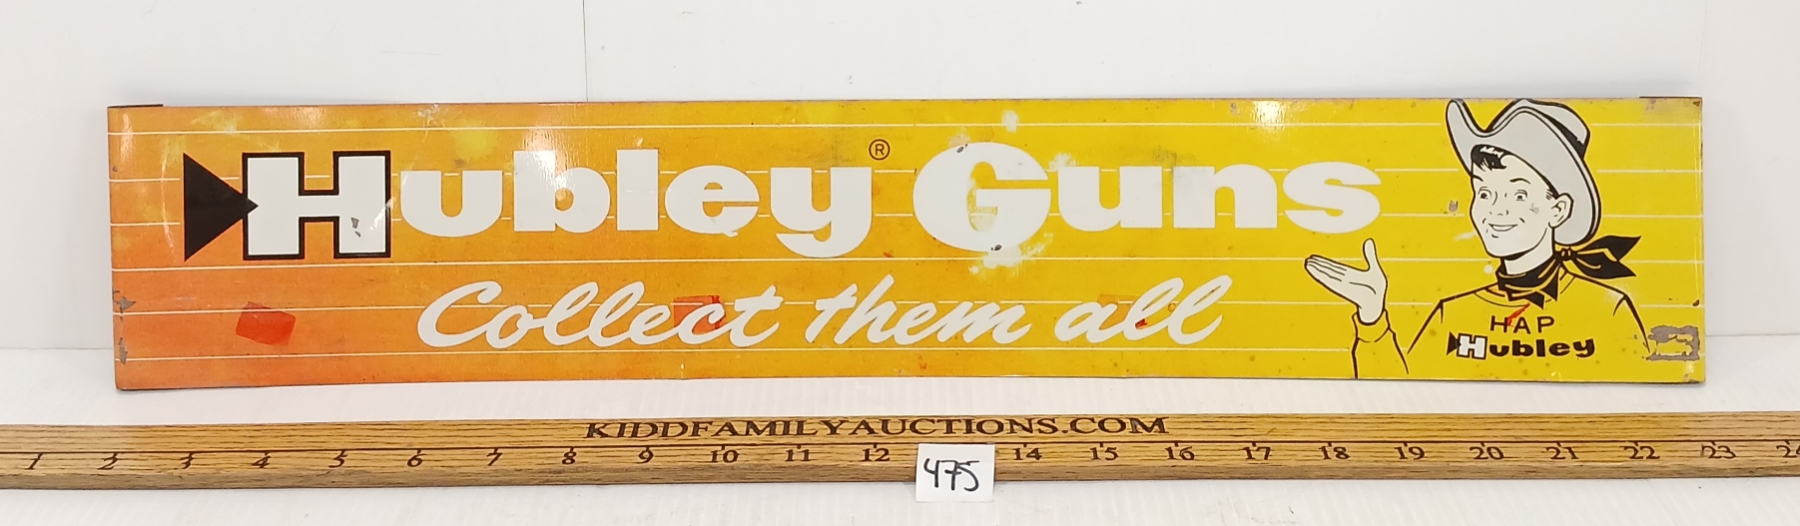 Hubley® Guns
Collect them all
HAP
Hubley
KIDDFAMILYAUCTIONS.COM
1 2 3 4 5 6 7 8 9 10 11 12 14 15 16 17 18 19 20 21 22 23 24
475